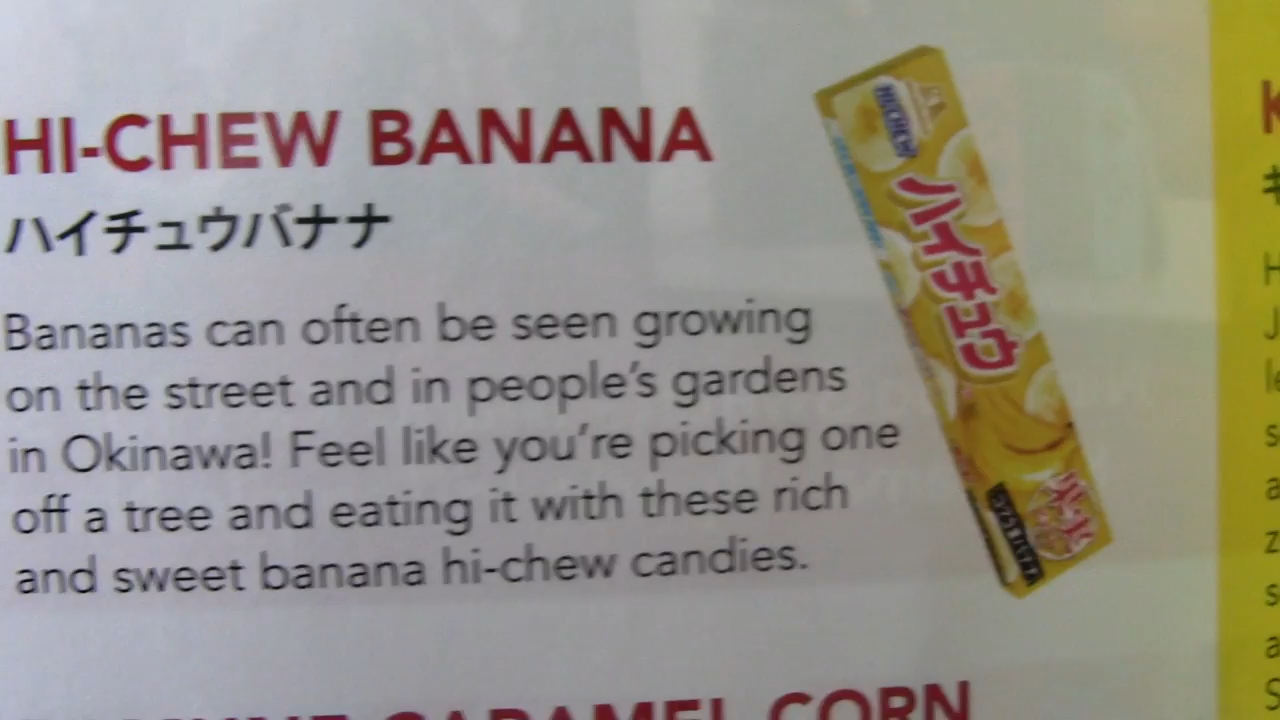 HI-CHEW BANANA
ハイチュウバナナ
Bananas can often be seen growing
on the street and in people's gardens
in Okinawa! Feel like you're picking one
off a tree and eating it with these rich
and sweet banana hi-chew candies.
CARAMEL CORN
HI-CHEW
ハイチュウ